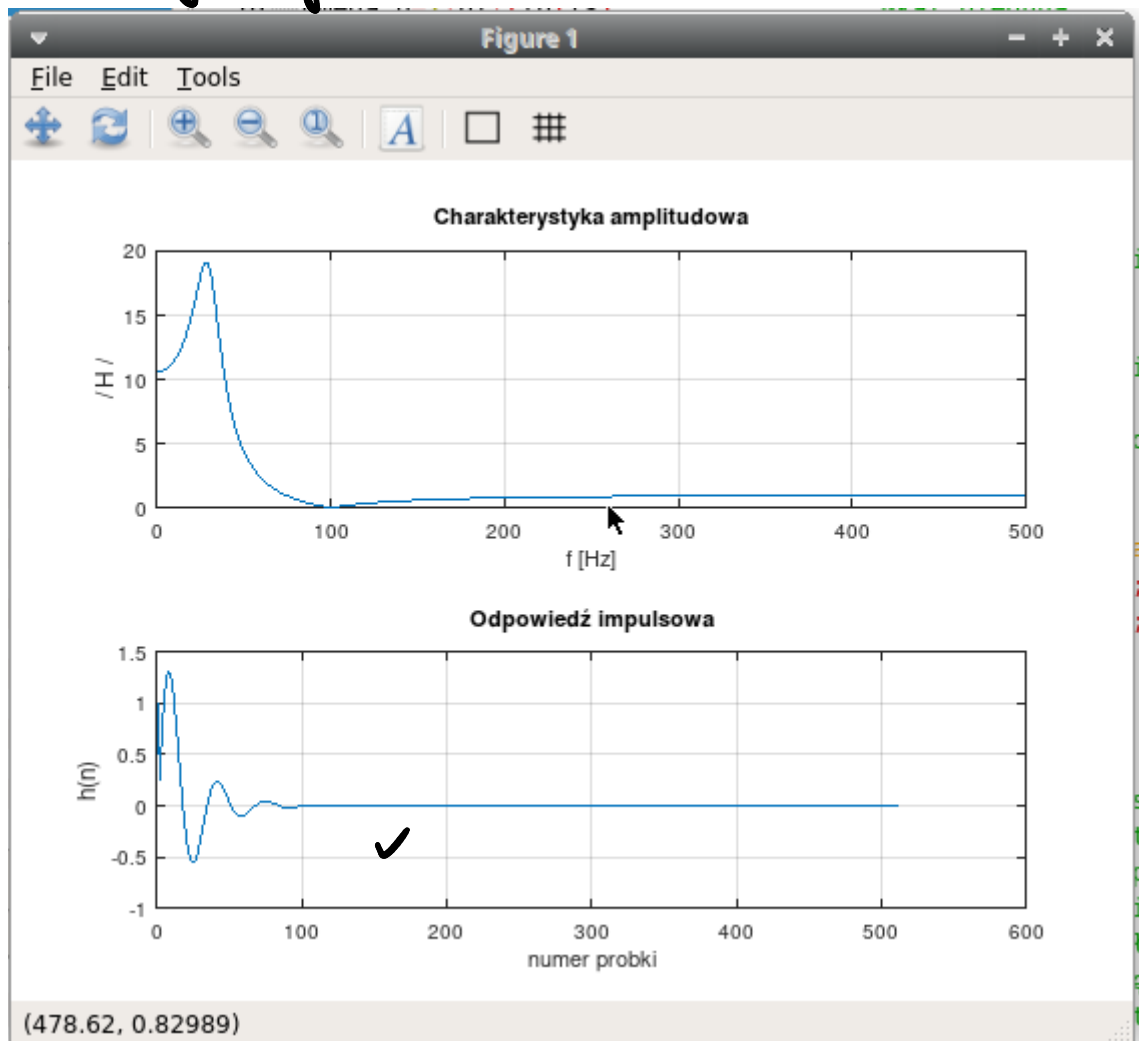 Figure 1
File Edit Tools
A
Charakterystyka amplitudowa
20
15
10
5
0
/ H /
0 100 200 300 400 500
f [Hz]
Odpowiedź impulsowa
1.5
1
0.5
0
-0.5
-1
h(n)
0 100 200 300 400 500 600
numer probki
(478.62, 0.82989)